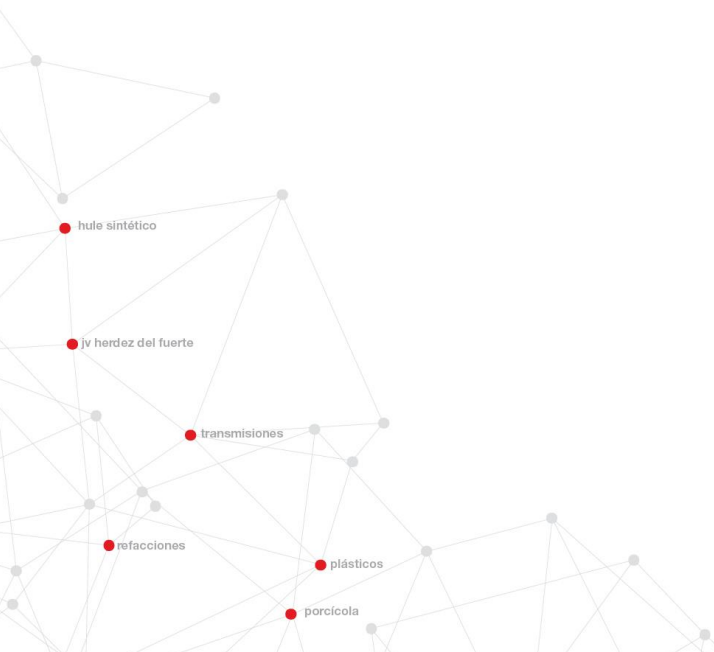 hule sintético
jv herdez del fuerte
transmisiones
refacciones
plásticos
porcícola